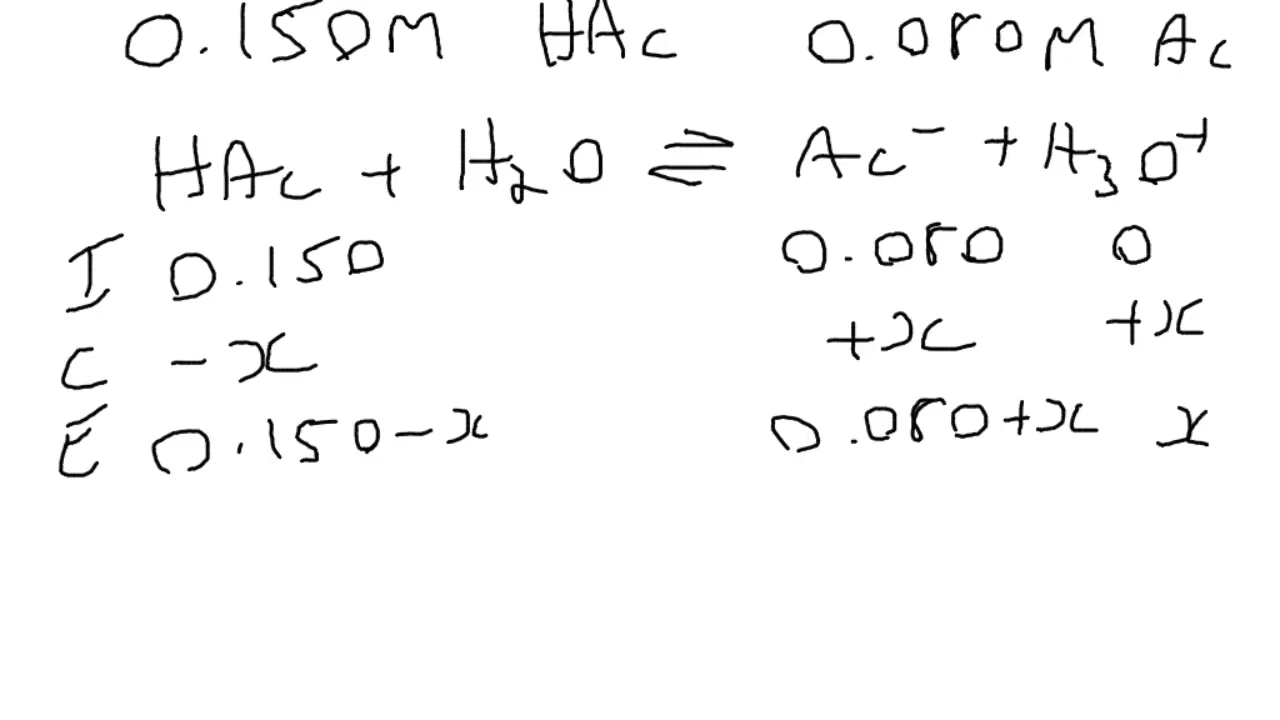 0.150M HAc 0.080M Ac
HAc + H₂O ⇌ Ac⁻ + H₃O⁺
I 0.150 0.080 0
C -x +x +x
E 0.150-x 0.080+x x